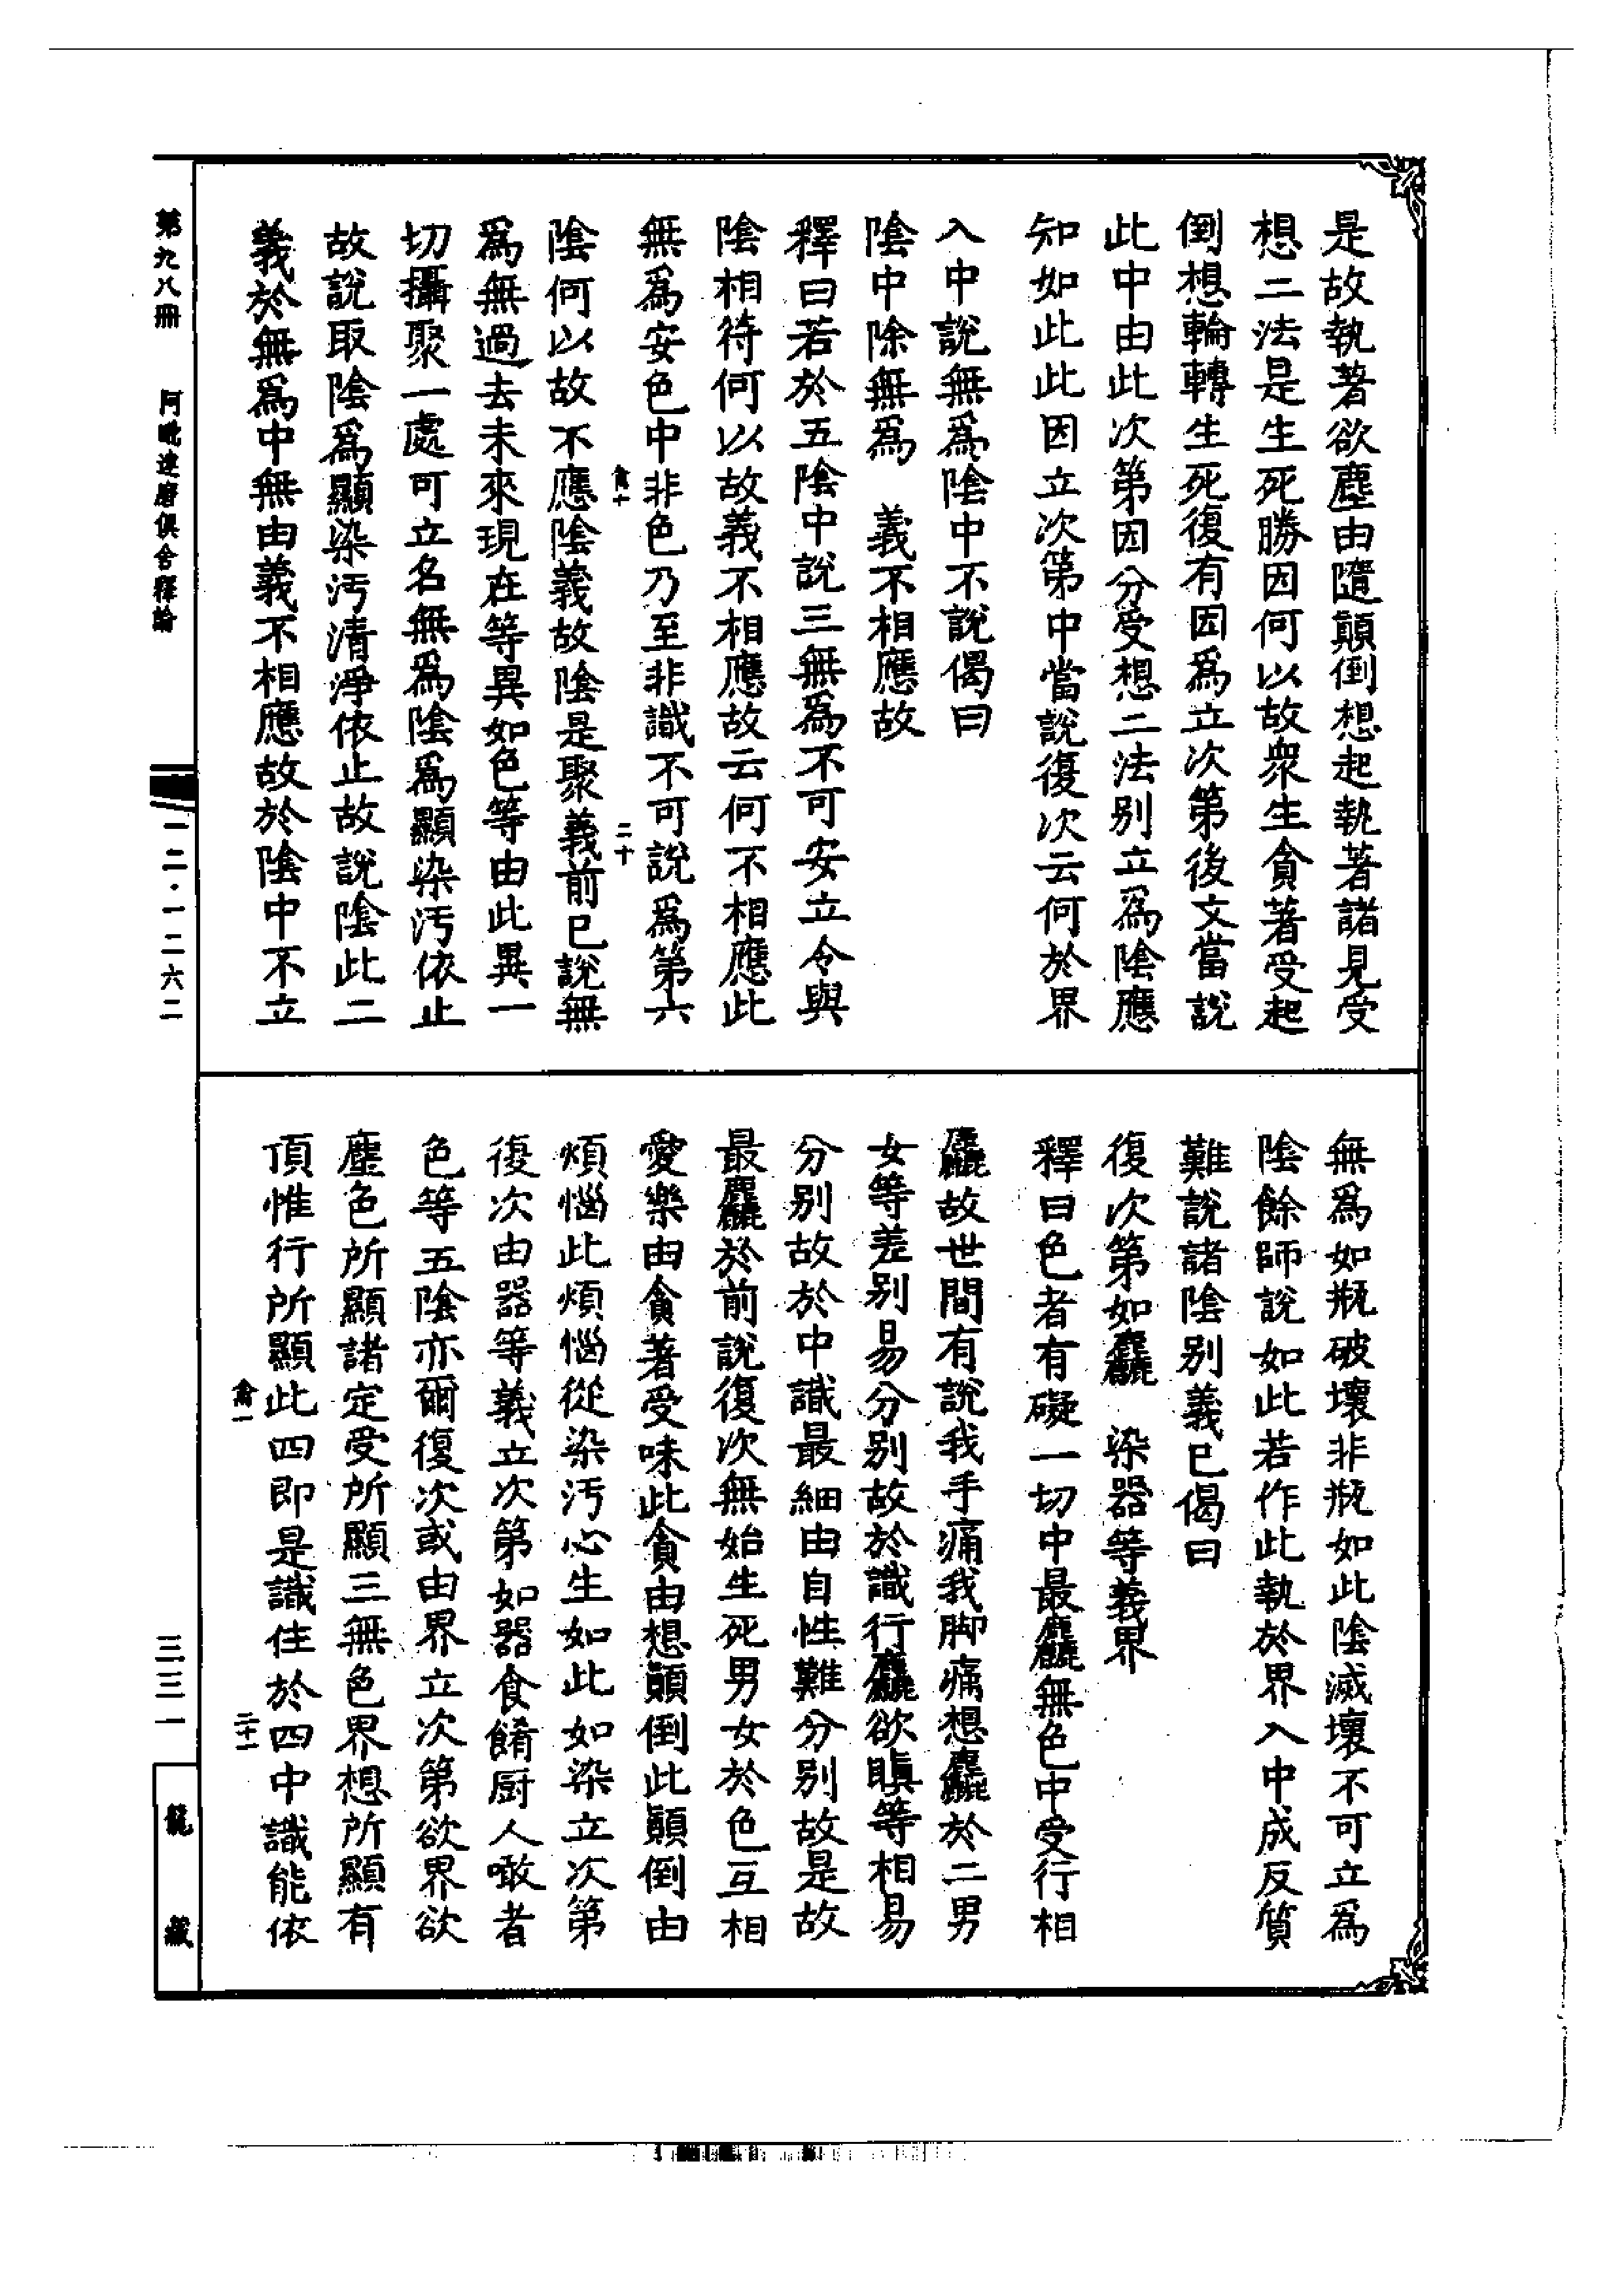 是故執著欲塵由隨顛倒想起執著諸見受
想二法是生死勝因何以故衆生貪著受起
倒想輪轉生死復有因爲立次第後文當說
此中由此次第因分受想二法别立爲陰應
知如此此因立次第中當說復次云何於界
入中說無爲陰中不說偈曰
陰中除無爲　義不相應故
釋曰若於五陰中說三無爲不可安立令與
陰相待何以故義不相應故云何不相應此
無爲安色中非色乃至非識不可說爲第六
禽十
二十
陰何以故不應陰義故陰是聚義前已說無
爲無過去未來現在等異如色等由此異一
切攝聚一處可立名無爲陰爲顯染汚依止
故說取陰爲顯染汚清淨依止故說陰此二
義於無爲中無由義不相應故於陰中不立
無爲如瓶破壞非瓶如此陰滅壞不可立爲
陰餘師說如此若作此執於界入中成反質
難說諸陰别義已偈曰
復次第如麤　染器等義界
釋曰色者有礙一切中最麤無色中受行相
麤故世間有說我手痛我脚痛想麤於二男
女等差别易分别故於識行麤欲瞋等相易
分别故於中識最細由自性難分别故是故
最麤於前說復次無始生死男女於色互相
愛樂由貪著受味此貪由想顛倒此顛倒由
煩惱此煩惱從染汚心生如此如染立次第
復次由器等義立次第如器食餚厨人噉者
色等五陰亦爾復次或由界立次第欲界欲
塵色所顯諸定受所顯三無色界想所顯有
頂惟行所顯此四即是識住於四中識能依
禽一
二十一
第九八册　阿毗達磨俱舍釋論
一二·一二六二
三三一
龍藏